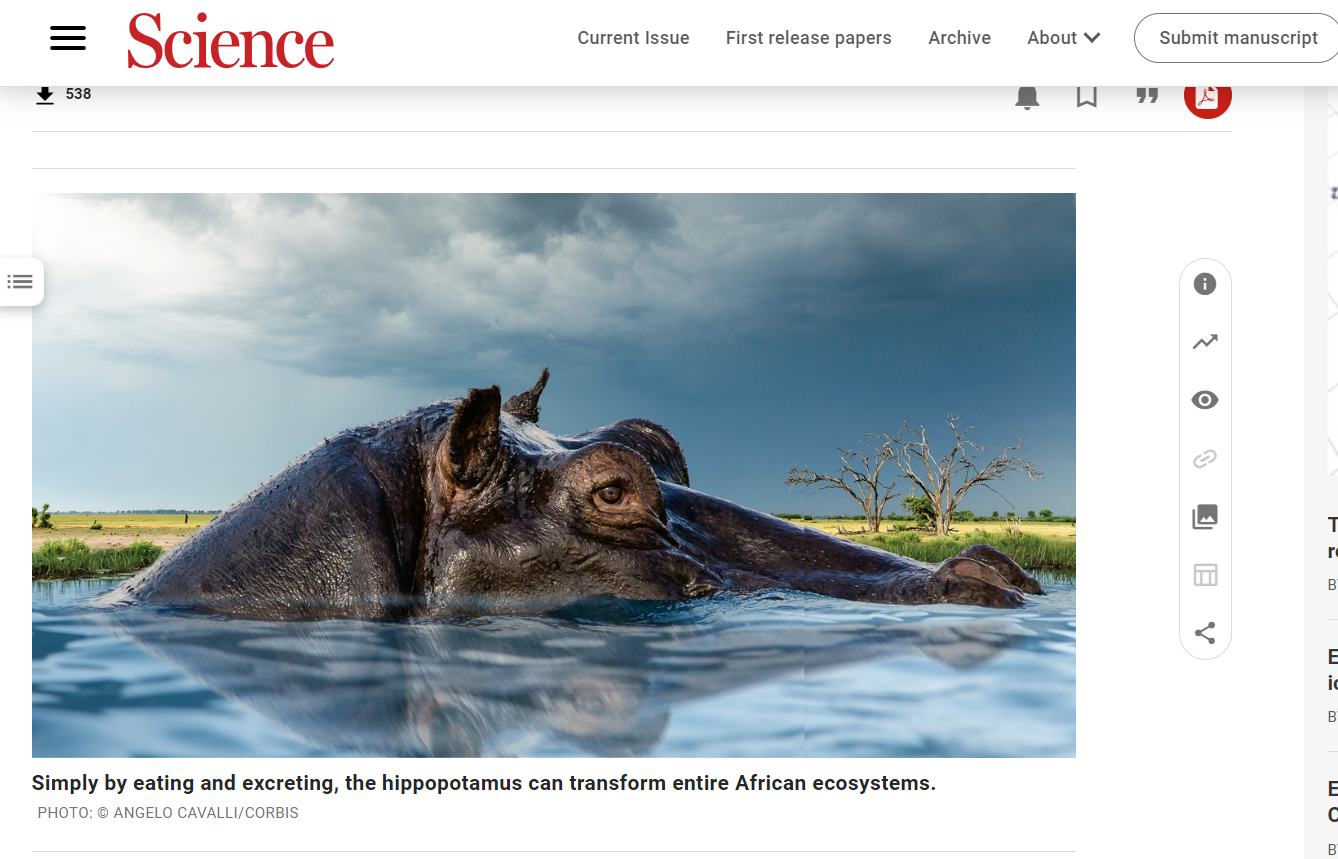 Science
Current Issue
First release papers
Archive
About
Submit manuscript
538
Simply by eating and excreting, the hippopotamus can transform entire African ecosystems.
PHOTO: © ANGELO CAVALLI/CORBIS